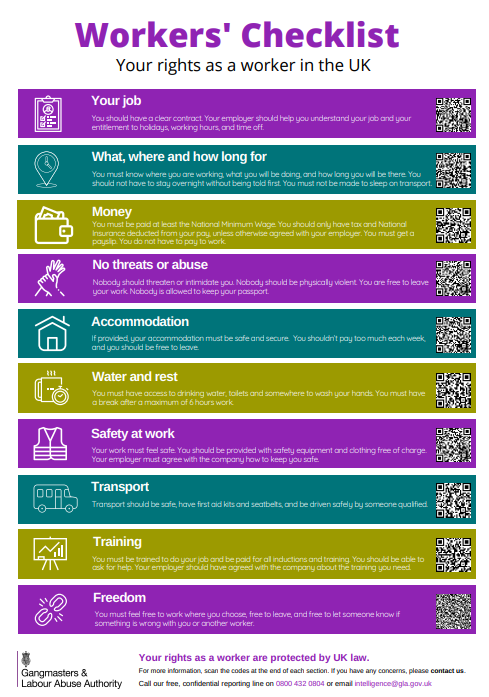 Workers' Checklist
Your rights as a worker in the UK
Your job
You should have a clear contract. Your employer should help you understand your job and your
entitlement to holidays, working hours, and time off.
What, where and how long for
You must know where you are working, what you will be doing, and how long you will be there. You
should not have to stay overnight without being told first. You must not be made to sleep on transport.
Money
You must be paid at least the National Minimum Wage. You should only have tax and National
Insurance deducted from your pay, unless otherwise agreed with your employer. You must get a
payslip. You do not have to pay to work.
No threats or abuse
Nobody should threaten or intimidate you. Nobody should be physically violent. You are free to leave
your work. Nobody is allowed to keep your passport.
Accommodation
If provided, your accommodation must be safe and secure. You shouldn't pay too much each week,
and you should be free to leave.
Water and rest
You must have access to drinking water, toilets and somewhere to wash your hands. You must have
a break after a maximum of 6 hours work.
Safety at work
Your work must feel safe. You should be provided with safety equipment and clothing free of charge.
Your employer must agree with the company how to keep you safe.
Transport
Transport should be safe, have first aid kits and seatbelts, and be driven safely by someone qualified.
Training
You must be trained to do your job and be paid for all inductions and training. You should be able to
ask for help. Your employer should have agreed with the company about the training you need.
Freedom
You must feel free to work where you choose, free to leave, and free to let someone know if
something is wrong with you or another worker.
Gangmasters &
Labour Abuse Authority
Your rights as a worker are protected by UK law.
For more information, scan the codes at the end of each section. If you have any concerns, please contact us.
Call our free, confidential reporting line on 0800 432 0804 or email intelligence@gla.gov.uk